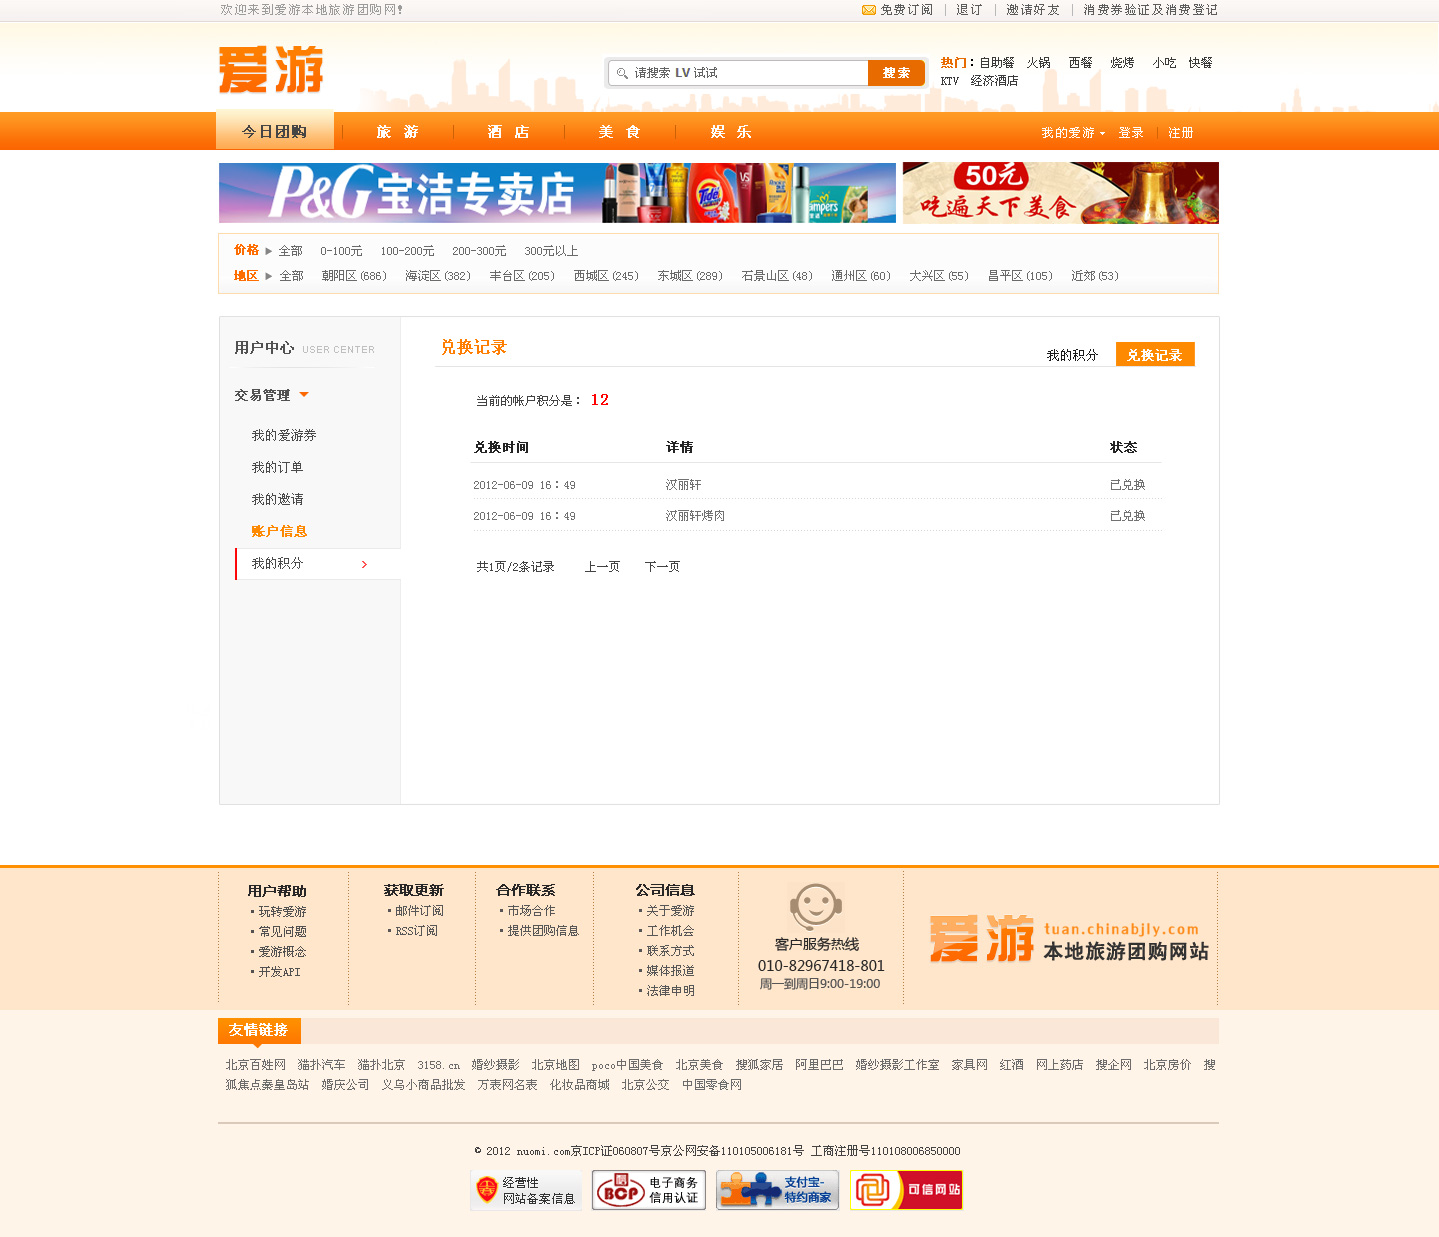 欢迎来到爱游本地旅游团购网!
免费订阅 | 退订 | 邀请好友 | 消费券验证及消费登记
爱游
请搜索 LV 试试 搜索
热门：自助餐 火锅 西餐 烧烤 小吃 快餐
KTV 经济酒店
今日团购 旅 游 酒 店 美 食 娱 乐 我的爱游 登录 注册
P&G宝洁专卖店
Tide
VS
Pampers
50元
吃遍天下美食
价格 全部 0-100元 100-200元 200-300元 300元以上
地区 全部 朝阳区(686) 海淀区(382) 丰台区(205) 西城区(245) 东城区(289) 石景山区(48) 通州区(60) 大兴区(55) 昌平区(105) 近郊(53)
用户中心 USER CENTER
交易管理
我的爱游券
我的订单
我的邀请
账户信息
我的积分
兑换记录
我的积分 兑换记录
当前的帐户积分是： 12
兑换时间 详情 状态
2012-06-09 16：49 汉丽轩 已兑换
2012-06-09 16：49 汉丽轩烤肉 已兑换
共1页/2条记录 上一页 下一页
用户帮助
玩转爱游
常见问题
爱游概念
开发API
获取更新
邮件订阅
RSS订阅
合作联系
市场合作
提供团购信息
公司信息
关于爱游
工作机会
联系方式
媒体报道
法律申明
客户服务热线
010-82967418-801
周一到周日9:00-19:00
爱游
tuan.chinabjly.com
本地旅游团购网站
友情链接
北京百姓网 猫扑汽车 猫扑北京 3158.cn 婚纱摄影 北京地图 poco中国美食 北京美食 搜狐家居 阿里巴巴 婚纱摄影工作室 家具网 红酒 网上药店 搜企网 北京房价 搜
狐焦点秦皇岛站 婚庆公司 义乌小商品批发 万表网名表 化妆品商城 北京公交 中国零食网
© 2012 nuomi.com京ICP证060807号京公网安备110105006181号 工商注册号110108006850000
经营性
网站备案信息
BCP
电子商务
信用认证
支付宝-
特约商家
可信网站